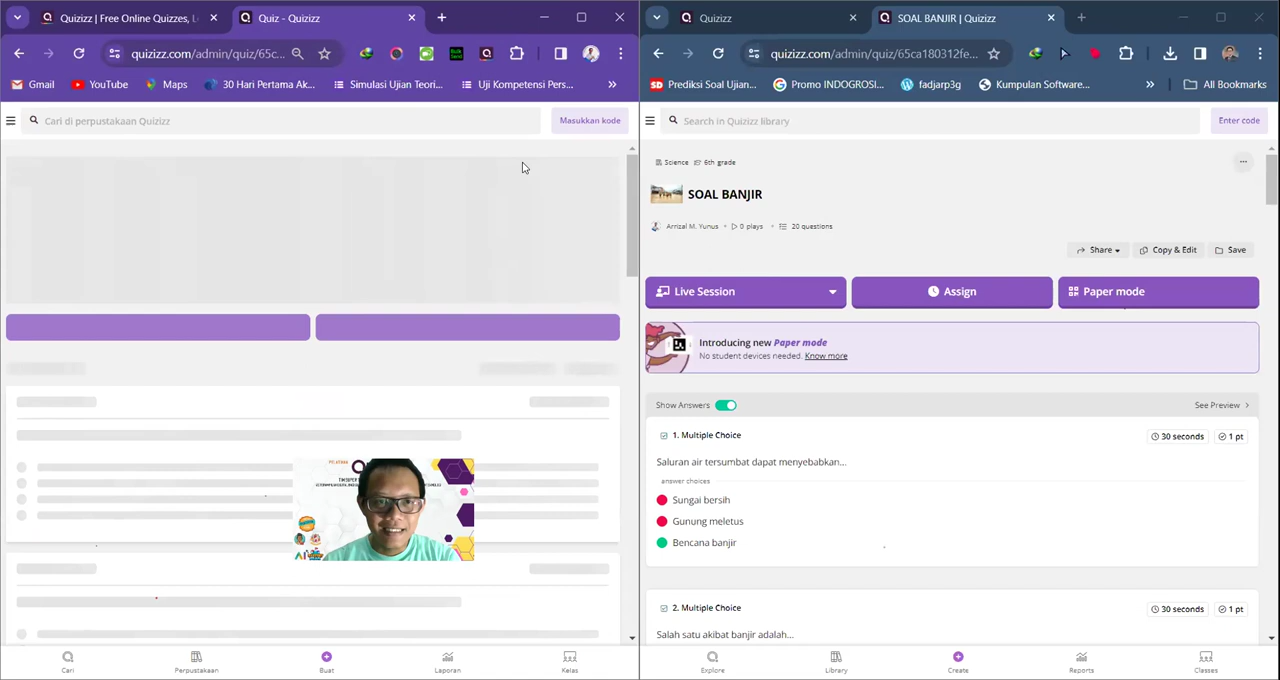 Quizizz | Free Online Quizzes, L
Quiz - Quizizz
quizizz.com/admin/quiz/65c...
Gmail
YouTube
Maps
30 Hari Pertama Ak...
Simulasi Ujian Teori...
Uji Kompetensi Pers...
Cari di perpustakaan Quizizz
Masukkan kode
Cari
Perpustakaan
Buat
Laporan
Kelas
Quizizz
SOAL BANJIR | Quizizz
quizizz.com/admin/quiz/65ca180312fe...
Prediksi Soal Ujian...
Promo INDOGROSI...
fadjarp3g
Kumpulan Software...
All Bookmarks
Search in Quizizz library
Enter code
Science
6th grade
SOAL BANJIR
Arrizal M. Yunus • 0 plays • 20 questions
Share
Copy & Edit
Save
Live Session
Assign
Paper mode
Introducing new Paper mode
No student devices needed. Know more
Show Answers
See Preview
1. Multiple Choice
30 seconds
1 pt
Saluran air tersumbat dapat menyebabkan...
answer choices
Sungai bersih
Gunung meletus
Bencana banjir
2. Multiple Choice
30 seconds
1 pt
Salah satu akibat banjir adalah...
Explore
Library
Create
Reports
Classes